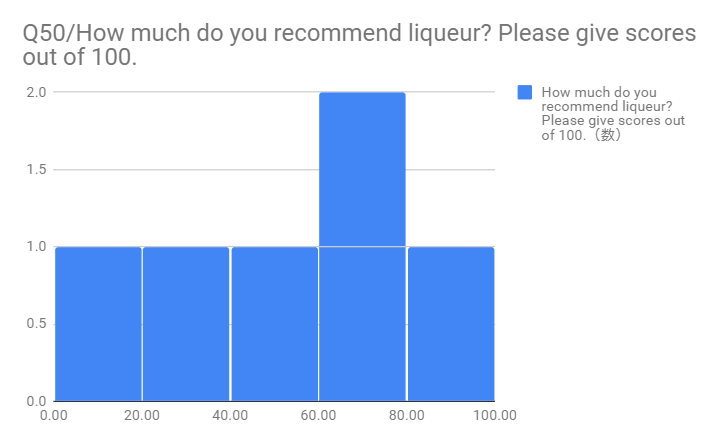 Q50/How much do you recommend liqueur? Please give scores
out of 100.
How much do you
recommend liqueur?
Please give scores out
of 100.（数）
2.0
1.5
1.0
0.5
0.0
0.00 20.00 40.00 60.00 80.00 100.00